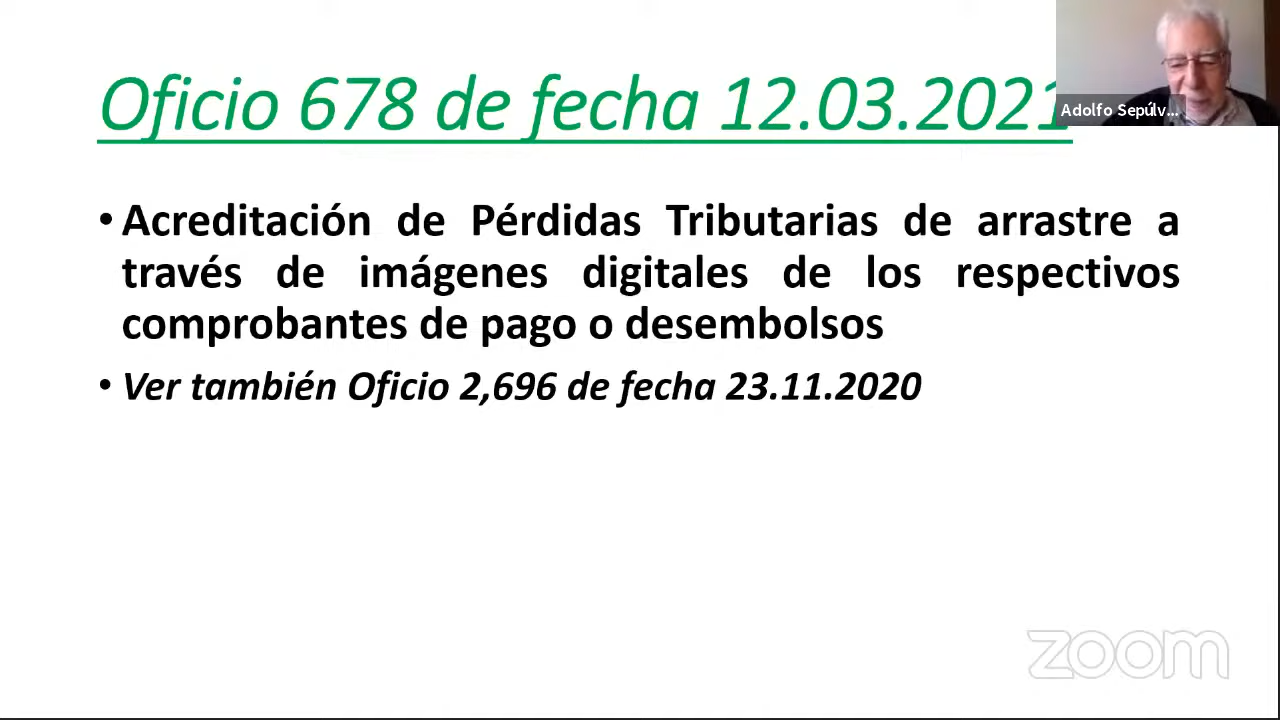 Oficio 678 de fecha 12.03.2021
Adolfo Sepúlv...
• Acreditación de Pérdidas Tributarias de arrastre a
través de imágenes digitales de los respectivos
comprobantes de pago o desembolsos
• Ver también Oficio 2,696 de fecha 23.11.2020
zoom